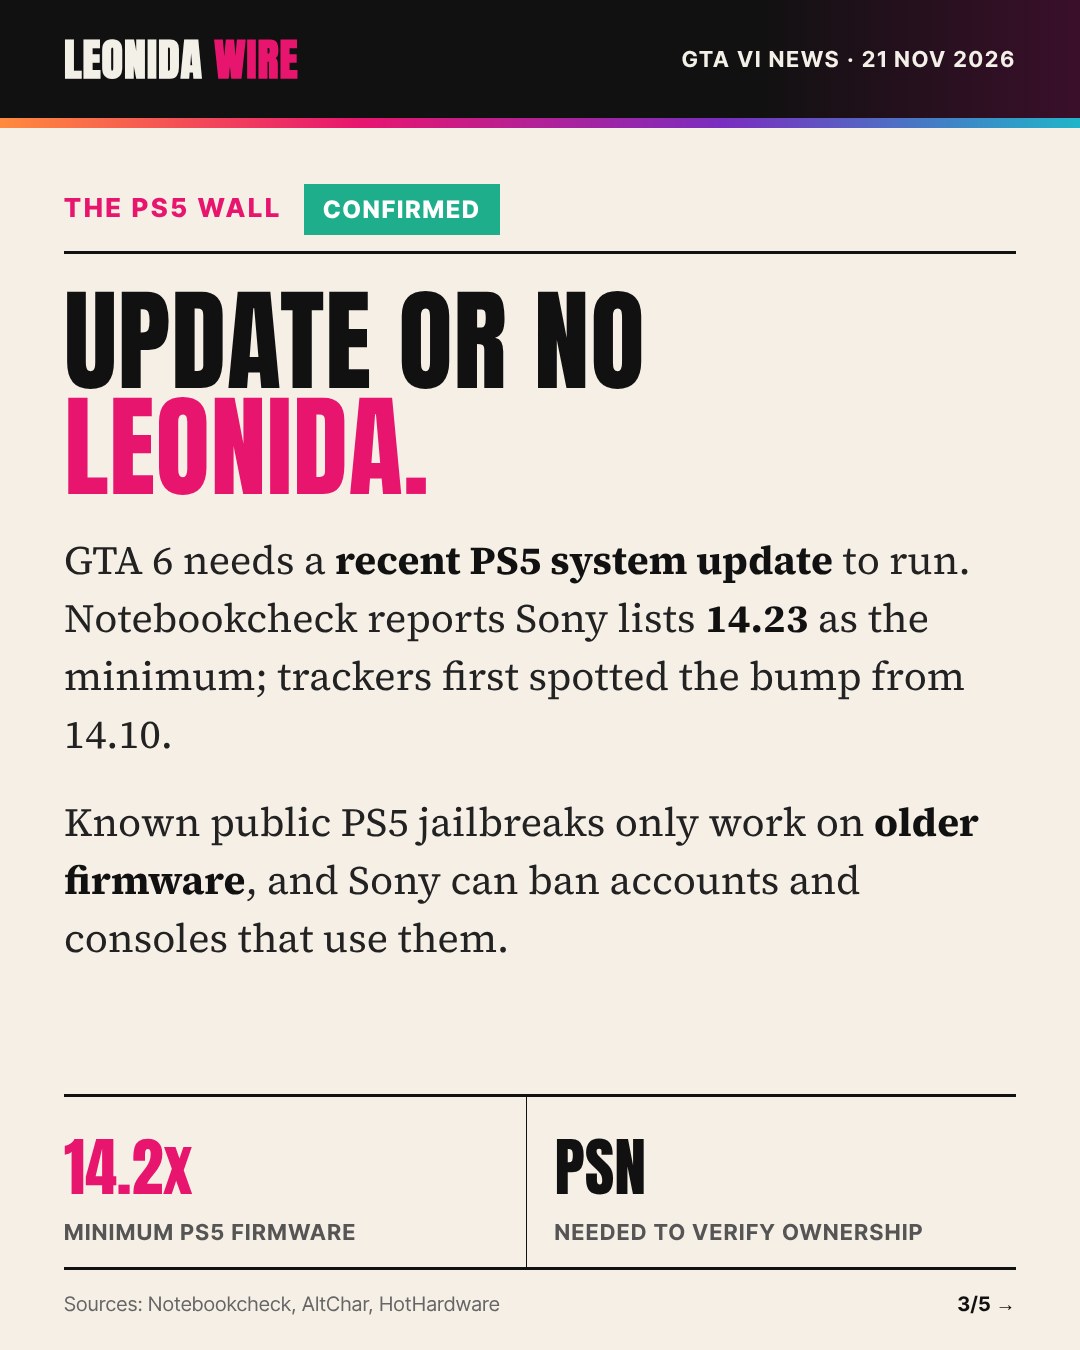 LEONIDA WIRE
GTA VI NEWS · 21 NOV 2026
THE PS5 WALL
CONFIRMED
UPDATE OR NO
LEONIDA.
GTA 6 needs a recent PS5 system update to run.
Notebookcheck reports Sony lists 14.23 as the
minimum; trackers first spotted the bump from
14.10.
Known public PS5 jailbreaks only work on older
firmware, and Sony can ban accounts and
consoles that use them.
14.2x
MINIMUM PS5 FIRMWARE
PSN
NEEDED TO VERIFY OWNERSHIP
Sources: Notebookcheck, AltChar, HotHardware
3/5 →